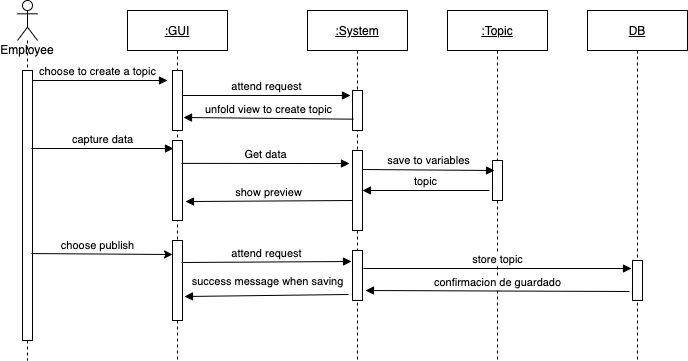 :GUI
:System
:Topic
DB
Employee
choose to create a topic
attend request
unfold view to create topic
capture data
Get data
save to variables
topic
show preview
choose publish
attend request
store topic
success message when saving
confirmacion de guardado